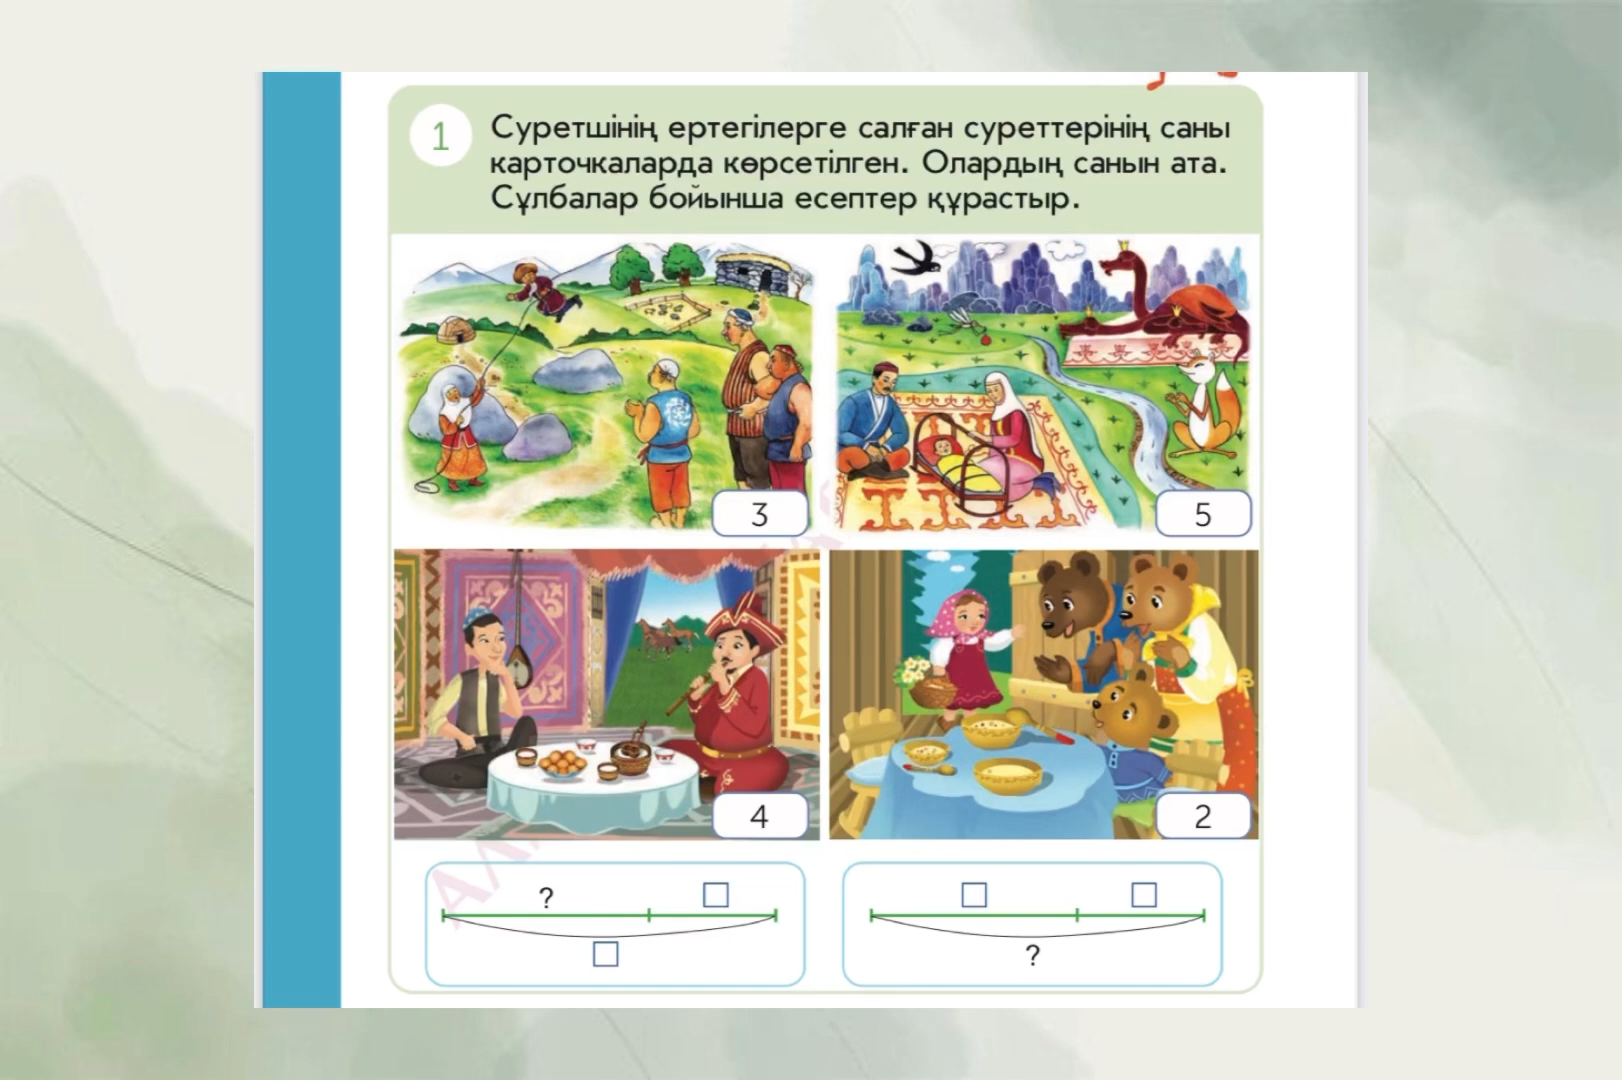 1
Суретшінің ертегілерге салған суреттерінің саны
карточкаларда көрсетілген. Олардың санын ата.
Сұлбалар бойынша есептер құрастыр.
3
5
4
2
?
?